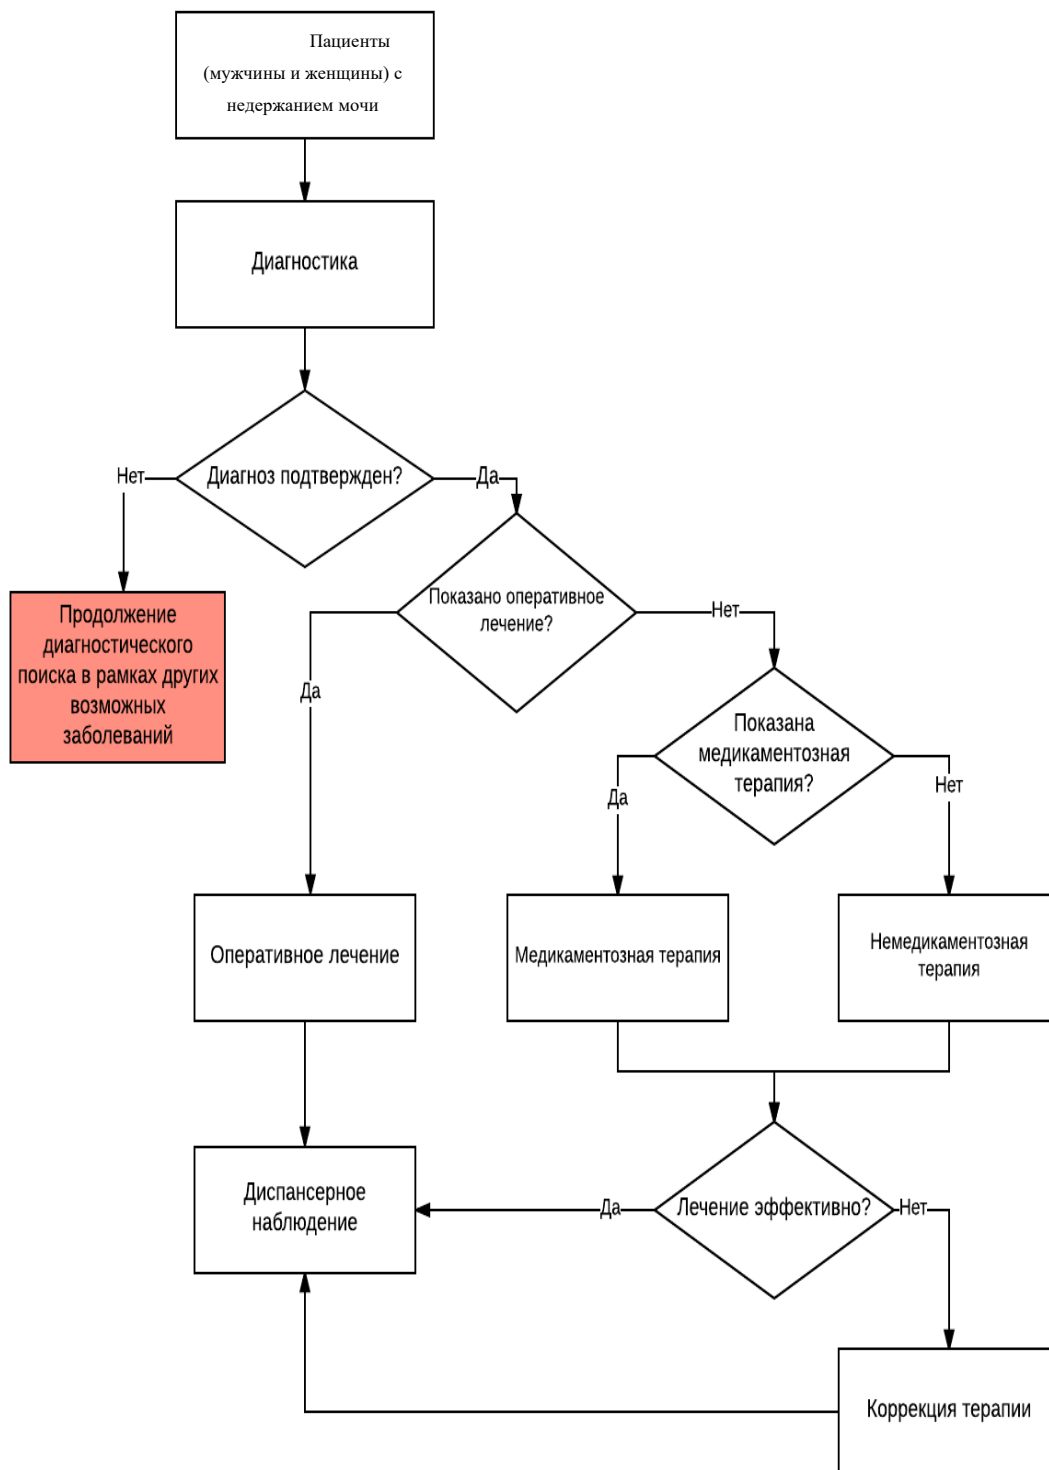 Пациенты
(мужчины и женщины) с
недержанием мочи
Диагностика
Диагноз подтвержден?
Нет
Да
Продолжение
диагностического
поиска в рамках других
возможных
заболеваний
Показано оперативное
лечение?
Да
Нет
Показана
медикаментозная
терапия?
Да
Нет
Оперативное лечение
Медикаментозная терапия
Немедикаментозная
терапия
Диспансерное
наблюдение
Да
Лечение эффективно?
Нет
Коррекция терапии